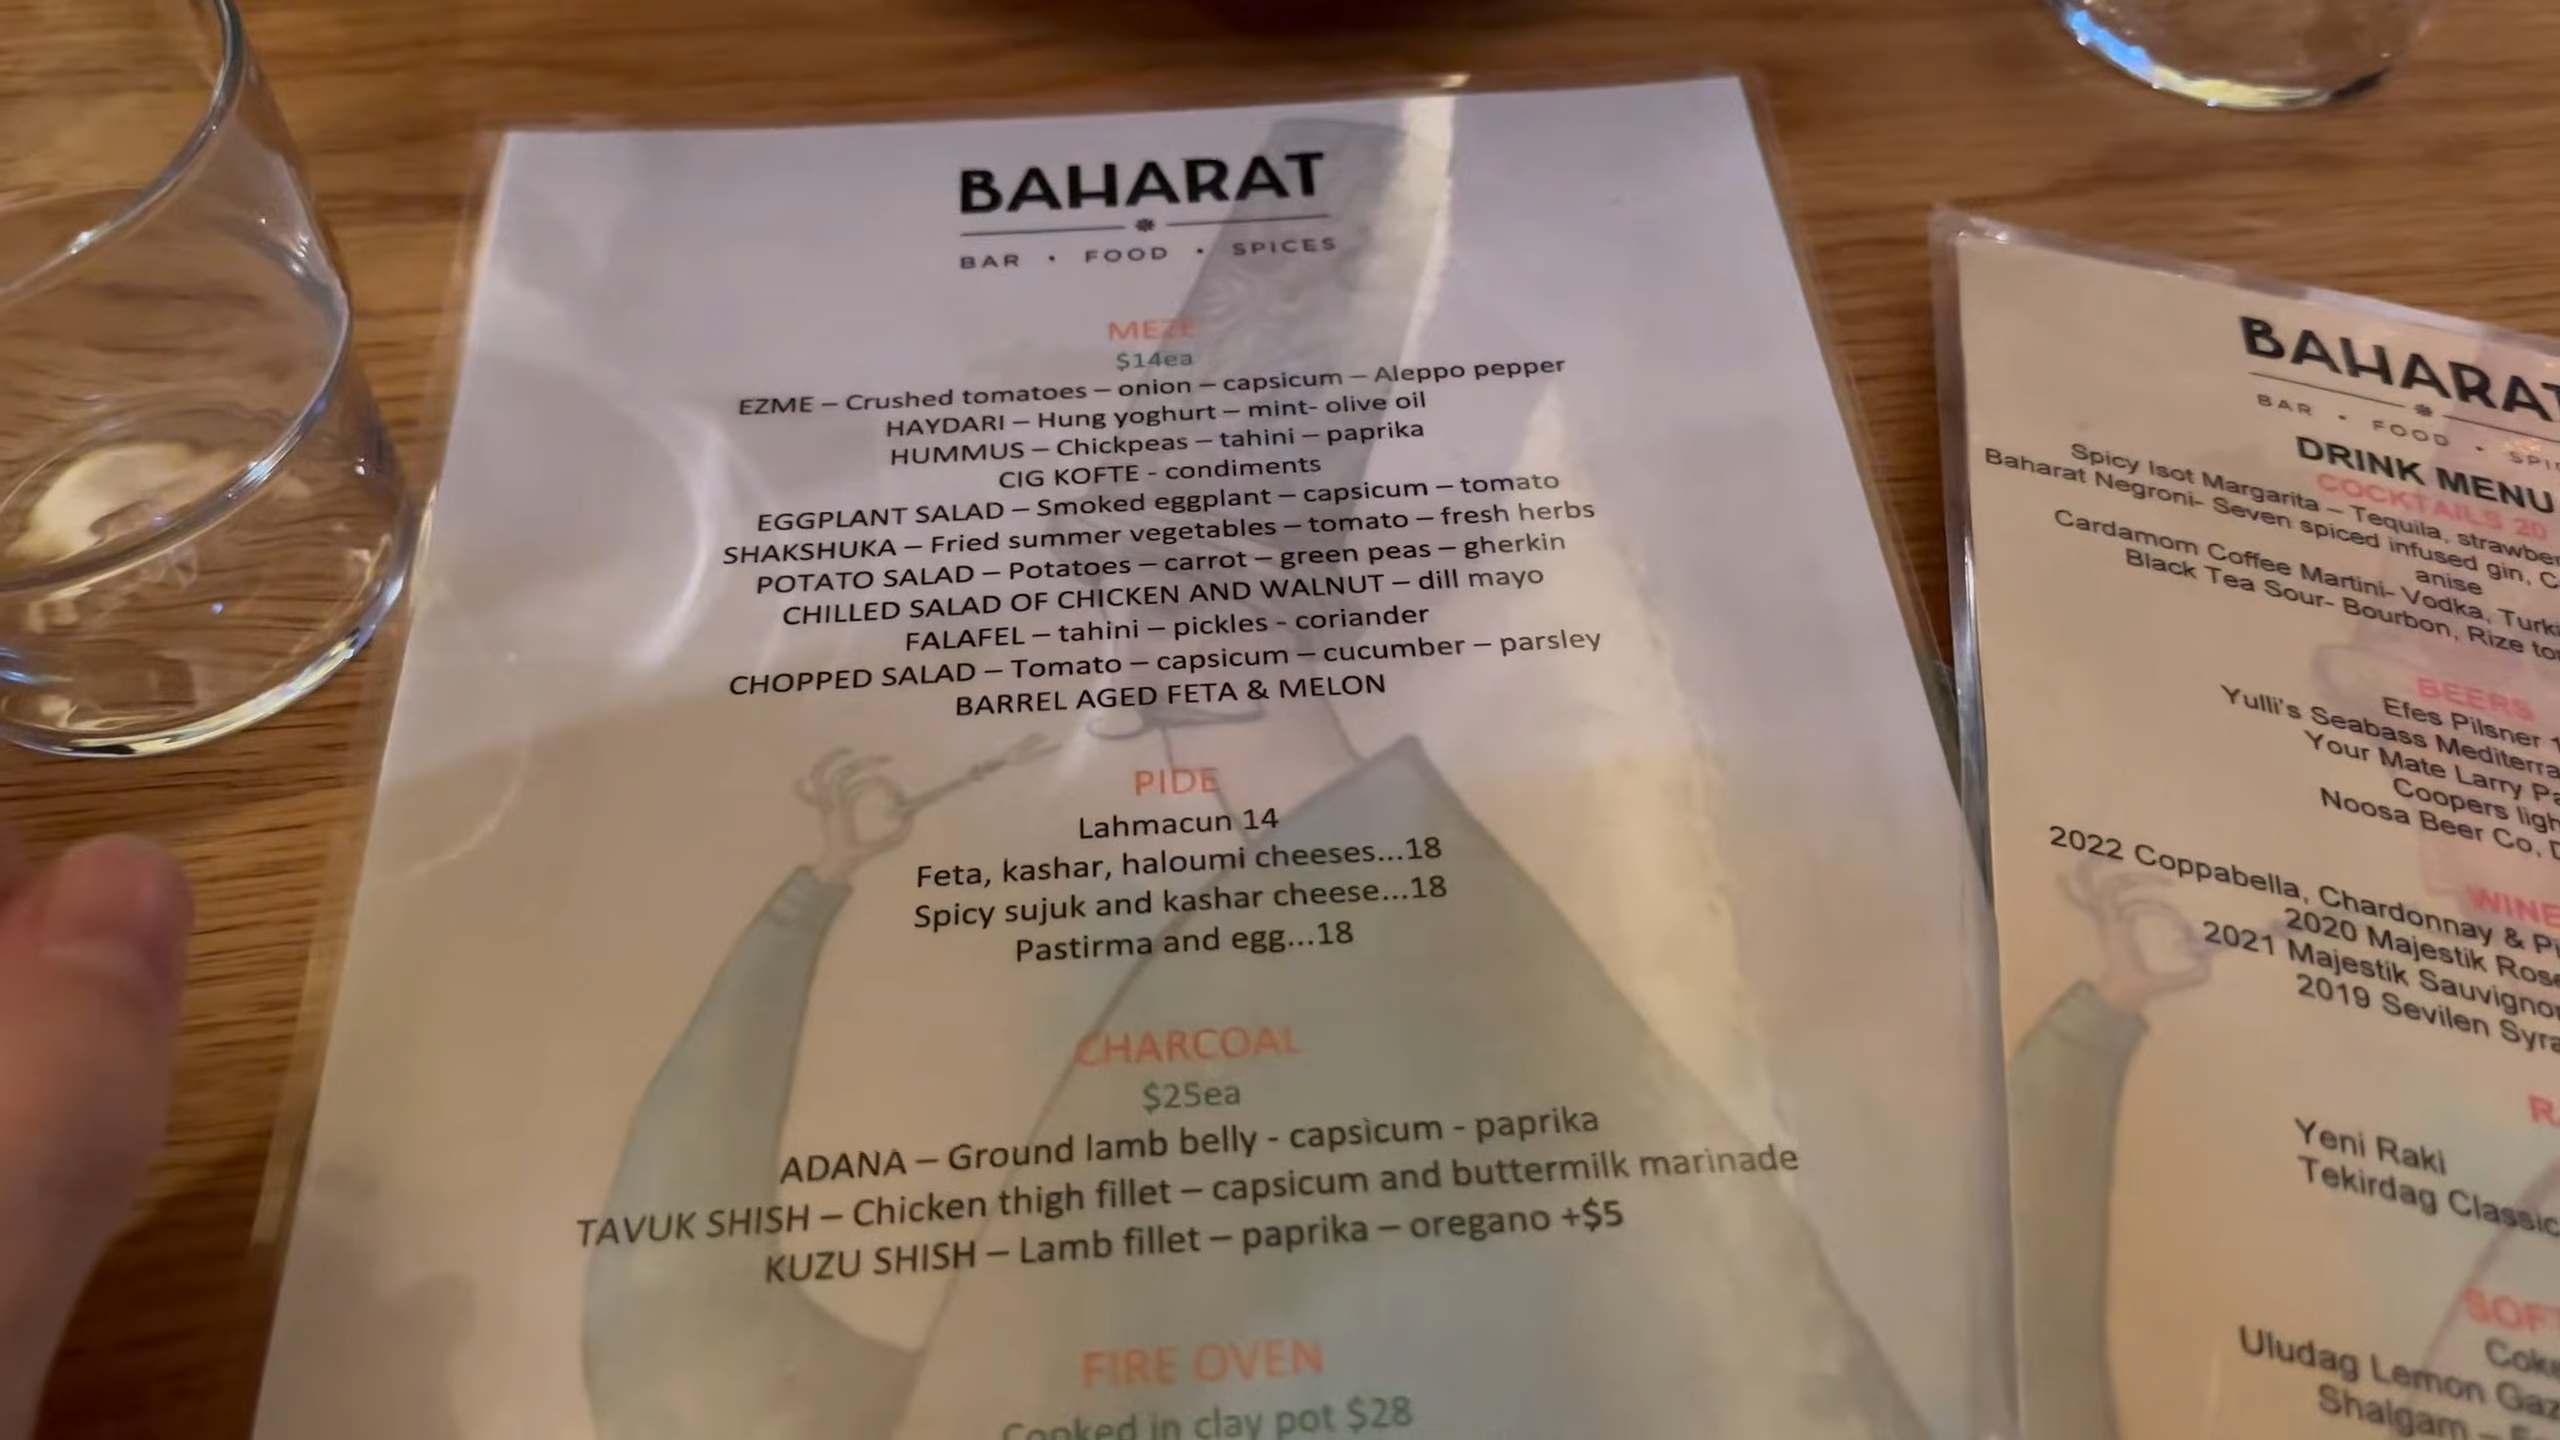 BAHARAT
BAR • FOOD • SPICES
MEZE
$14ea
EZME – Crushed tomatoes – onion – capsicum – Aleppo pepper
HAYDARI – Hung yoghurt – mint- olive oil
HUMMUS – Chickpeas – tahini – paprika
CIG KOFTE - condiments
EGGPLANT SALAD – Smoked eggplant – capsicum – tomato
SHAKSHUKA – Fried summer vegetables – tomato – fresh herbs
POTATO SALAD – Potatoes – carrot – green peas – gherkin
CHILLED SALAD OF CHICKEN AND WALNUT – dill mayo
FALAFEL – tahini – pickles - coriander
CHOPPED SALAD – Tomato – capsicum – cucumber – parsley
BARREL AGED FETA & MELON
PIDE
Lahmacun 14
Feta, kashar, haloumi cheeses...18
Spicy sujuk and kashar cheese...18
Pastirma and egg...18
CHARCOAL
$25ea
ADANA – Ground lamb belly - capsicum - paprika
TAVUK SHISH – Chicken thigh fillet – capsicum and buttermilk marinade
KUZU SHISH – Lamb fillet – paprika – oregano +$5
FIRE OVEN
Cooked in clay pot $28
BAHARAT
BAR • FOOD •
DRINK MENU
COCKTAILS 20
Spicy Isot Margarita – Tequila,
Baharat Negroni- Seven spiced infused gin,
anise
Cardamom Coffee Martini- Vodka,
Black Tea Sour- Bourbon, Rize
BEERS
Efes Pilsner
Yulli's Seabass
Your Mate Larry
Coopers
Noosa Beer Co,
WINE
2022 Coppabella, Chardonnay &
2020 Majestik
2021 Majestik
2019 Sevilen
Yeni Raki
Tekirdag
Uludag Lemon
Shalgam –